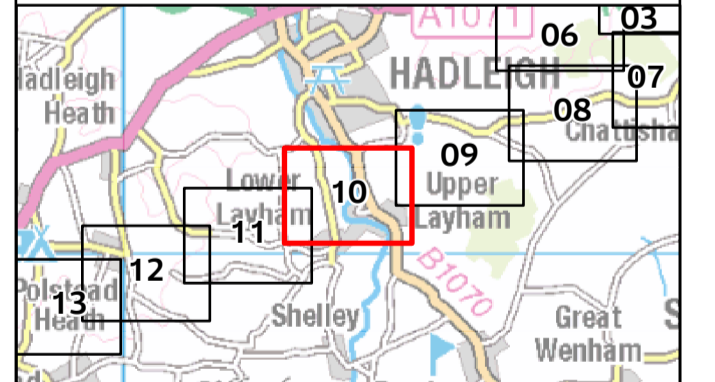 A1071
03
06
HADLEIGH
07
Hadleigh
Heath
08
Chattisha
09
Lower
10
Upper
Layham
Layham
11
12
B1070
Polstead
13
Heath
Shelley
Great
S
Wenham